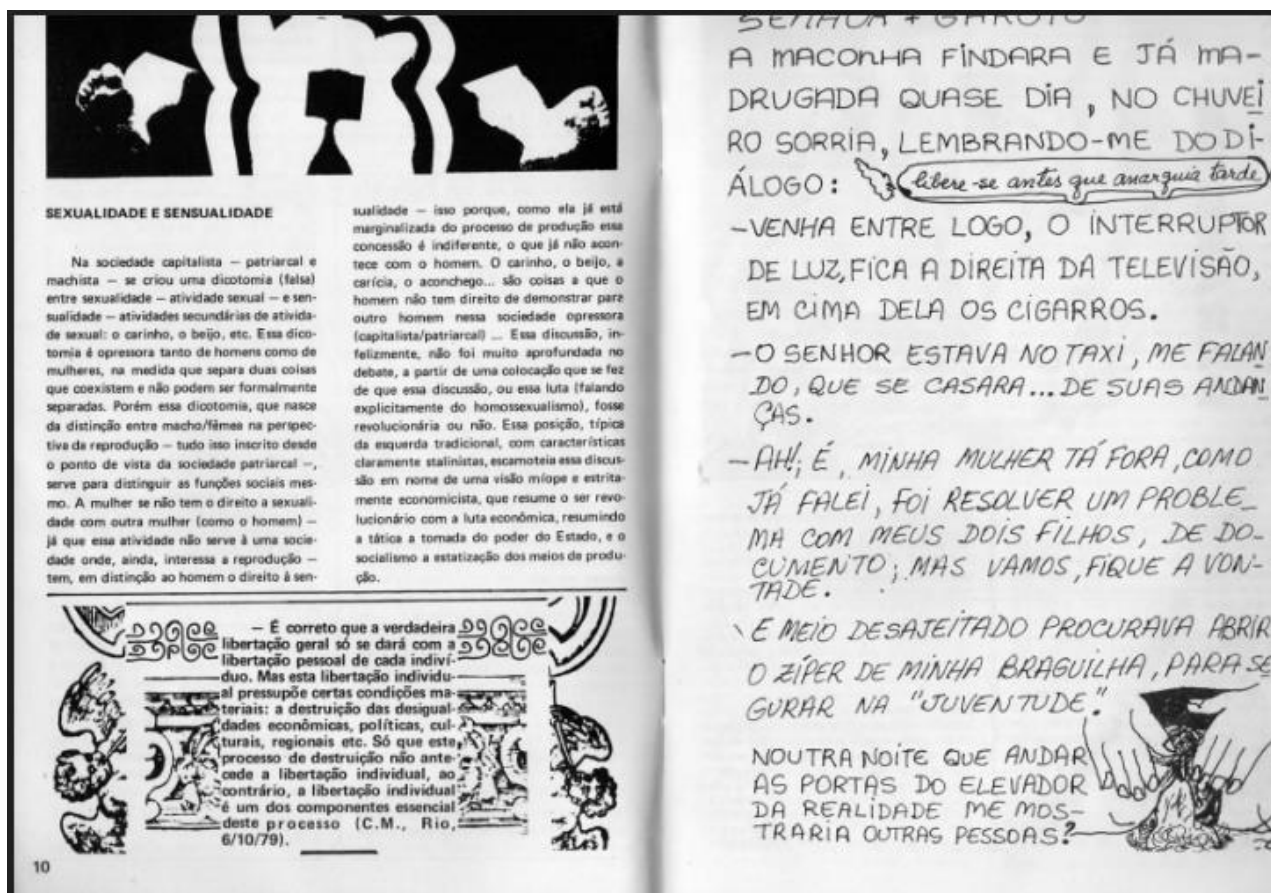 SEXUALIDADE E SENSUALIDADE
Na sociedade capitalista — patriarcal e
machista — se criou uma dicotomia (falsa)
entre sexualidade — atividade sexual — e sen-
sualidade — atividades secundárias de ativida-
de sexual: o carinho, o beijo, etc. Essa dico-
tomia é opressora tanto de homens como de
mulheres, na medida que separa duas coisas
que coexistem e não podem ser formalmente
separadas. Porém essa dicotomia, que nasce
da distinção entre macho/fêmea na perspec-
tiva da reprodução — tudo isso inscrito desde
o ponto de vista da sociedade patriarcal —,
serve para distinguir as funções sociais mes-
mo. A mulher se não tem o direito a sexuali-
dade com outra mulher (como o homem) —
já que essa atividade não serve à uma socie-
dade onde, ainda, interessa a reprodução —
tem, em distinção ao homem o direito à sen-
sualidade — isso porque, como ela já está
marginalizada do processo de produção essa
concessão é indiferente, o que já não acon-
tece com o homem. O carinho, o beijo, a
carícia, o aconchego... são coisas a que o
homem não tem direito de demonstrar para
outro homem nessa sociedade opressora
(capitalista/patriarcal) ... Essa discussão, in-
felizmente, não foi muito aprofundada no
debate, a partir de uma colocação que se fez
de que essa discussão, ou essa luta (falando
explicitamente do homossexualismo), fosse
revolucionária ou não. Essa posição, típica
da esquerda tradicional, com características
claramente stalinistas, escamoteia essa discus-
são em nome de uma visão míope e estrita-
mente economicista, que resume o ser revo-
lucionário com a luta econômica, resumindo
a tática a tomada do poder do Estado, e o
socialismo a estatização dos meios de produ-
ção.
— É correto que a verdadeira
libertação geral só se dará com a
libertação pessoal de cada indiví-
duo. Mas esta libertação individu-
al pressupõe certas condições ma-
teriais: a destruição das desigual-
dades econômicas, políticas, cul-
turais, regionais etc. Só que este
processo de destruição não ante-
cede a libertação individual, ao
contrário, a libertação individual
é um dos componentes essencial
deste processo (C.M., Rio,
6/10/79).
10
A MACONHA FINDARA E JÁ MA-
DRUGADA QUASE DIA, NO CHUVEI
RO SORRIA, LEMBRANDO-ME DO DI-
ÁLOGO:
libere-se antes que anarquia tarde
-VENHA ENTRE LOGO, O INTERRUPTOR
DE LUZ, FICA A DIREITA DA TELEVISÃO,
EM CIMA DELA OS CIGARROS.
-O SENHOR ESTAVA NO TAXI, ME FALAN
DO, QUE SE CASARA... DE SUAS ANDAN
ÇAS.
-AH!; É, MINHA MULHER TÁ FORA, COMO
JÁ FALEI, FOI RESOLVER UM PROBLE_
MA COM MEUS DOIS FILHOS, DE DO-
CUMENTO; MAS VAMOS, FIQUE A VON-
TADE.
E MEIO DESAJEITADO PROCURAVA ABRIR
O ZÍPER DE MINHA BRAGUILHA, PARA SE
GURAR NA "JUVENTUDE".
NOUTRA NOITE QUE ANDAR
AS PORTAS DO ELEVADOR
DA REALIDADE ME MOS-
TRARIA OUTRAS PESSOAS?